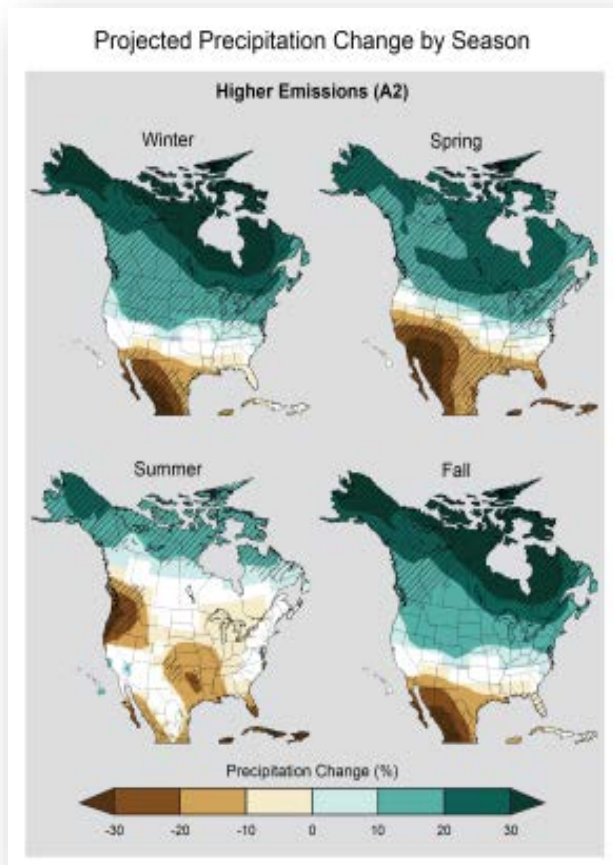 Projected Precipitation Change by Season
Higher Emissions (A2)
Winter
Spring
Summer
Fall
Precipitation Change (%)
-30 -20 -10 0 10 20 30